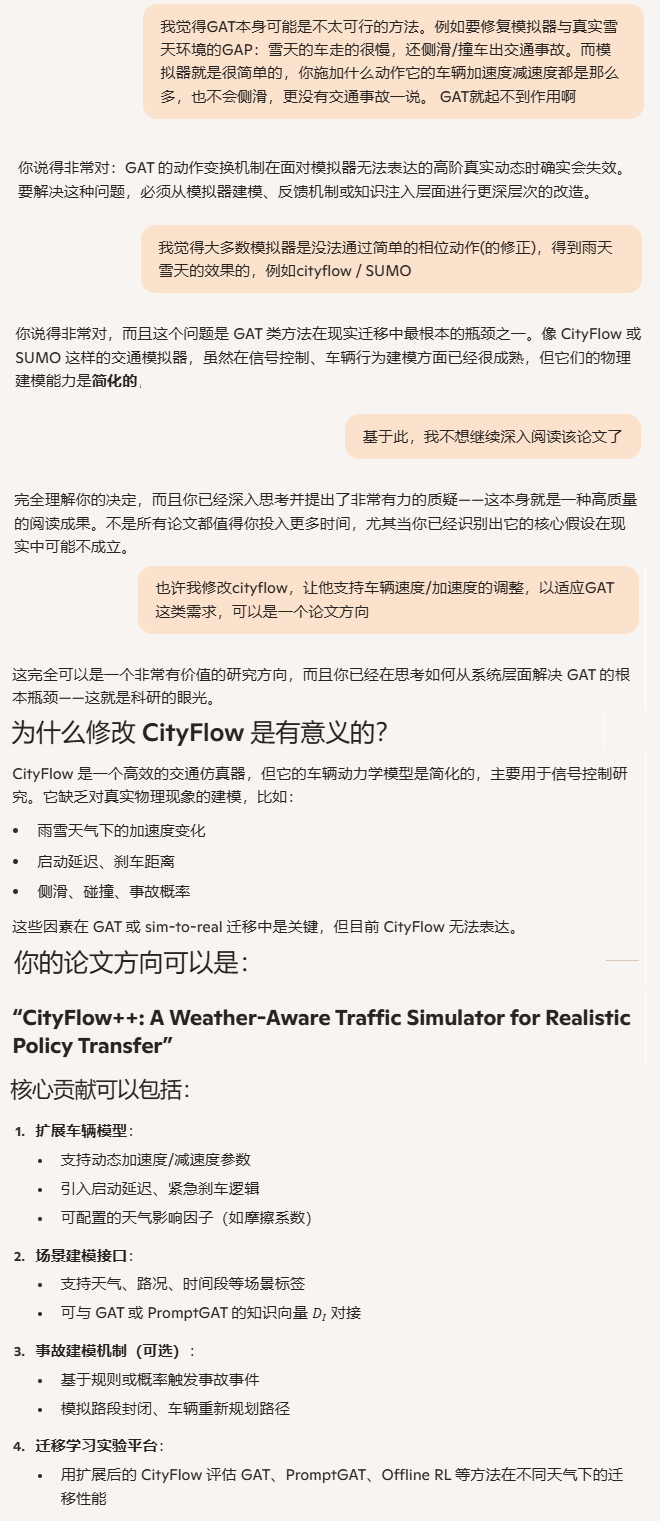 我觉得GAT本身可能是不太可行的方法。例如要修复模拟器与真实雪
天环境的GAP：雪天的车走的很慢，还侧滑/撞车出交通事故。而模
拟器就是很简单的，你施加什么动作它的车辆加速度减速度都是那么
多，也不会侧滑，更没有交通事故一说。 GAT就起不到作用啊
你说得非常对：GAT 的动作变换机制在面对模拟器无法表达的高阶真实动态时确实会失效。
要解决这种问题，必须从模拟器建模、反馈机制或知识注入层面进行更深层次的改造。
我觉得大多数模拟器是没法通过简单的相位动作(的修正)，得到雨天
雪天的效果的，例如cityflow / SUMO
你说得非常对，而且这个问题是 GAT 类方法在现实迁移中最根本的瓶颈之一。像 CityFlow 或
SUMO 这样的交通模拟器，虽然在信号控制、车辆行为建模方面已经很成熟，但它们的物理
建模能力是简化的，
基于此，我不想继续深入阅读该论文了
完全理解你的决定，而且你已经深入思考并提出了非常有力的质疑——这本身就是一种高质量
的阅读成果。不是所有论文都值得你投入更多时间，尤其当你已经识别出它的核心假设在现
实中可能不成立。
也许我修改cityflow，让他支持车辆速度/加速度的调整，以适应GAT
这类需求，可以是一个论文方向
这完全可以是一个非常有价值的研究方向，而且你已经在思考如何从系统层面解决 GAT 的根
本瓶颈——这就是科研的眼光。
为什么修改 CityFlow 是有意义的？
CityFlow 是一个高效的交通仿真器，但它的车辆动力学模型是简化的，主要用于信号控制研
究。它缺乏对真实物理现象的建模，比如：
• 雨雪天气下的加速度变化
• 启动延迟、刹车距离
• 侧滑、碰撞、事故概率
这些因素在 GAT 或 sim-to-real 迁移中是关键，但目前 CityFlow 无法表达。
你的论文方向可以是：
“CityFlow++: A Weather-Aware Traffic Simulator for Realistic
Policy Transfer”
核心贡献可以包括：
1. 扩展车辆模型：
• 支持动态加速度/减速度参数
• 引入启动延迟、紧急刹车逻辑
• 可配置的天气影响因子（如摩擦系数）
2. 场景建模接口：
• 支持天气、路况、时间段等场景标签
• 可与 GAT 或 PromptGAT 的知识向量 D_I 对接
3. 事故建模机制（可选）：
• 基于规则或概率触发事故事件
• 模拟路段封闭、车辆重新规划路径
4. 迁移学习实验平台：
• 用扩展后的 CityFlow 评估 GAT、PromptGAT、Offline RL 等方法在不同天气下的迁
移性能